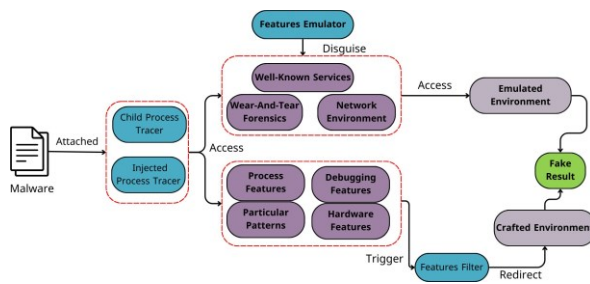 Features Emulator
Disguise
Well-Known Services
Wear-And-Tear
Forensics
Network
Environment
Access
Emulated
Environment
Child Process
Tracer
Attached
Malware
Injected
Process Tracer
Access
Process
Features
Debugging
Features
Particular
Patterns
Hardware
Features
Fake
Result
Crafted Environment
Trigger
Features Filter
Redirect